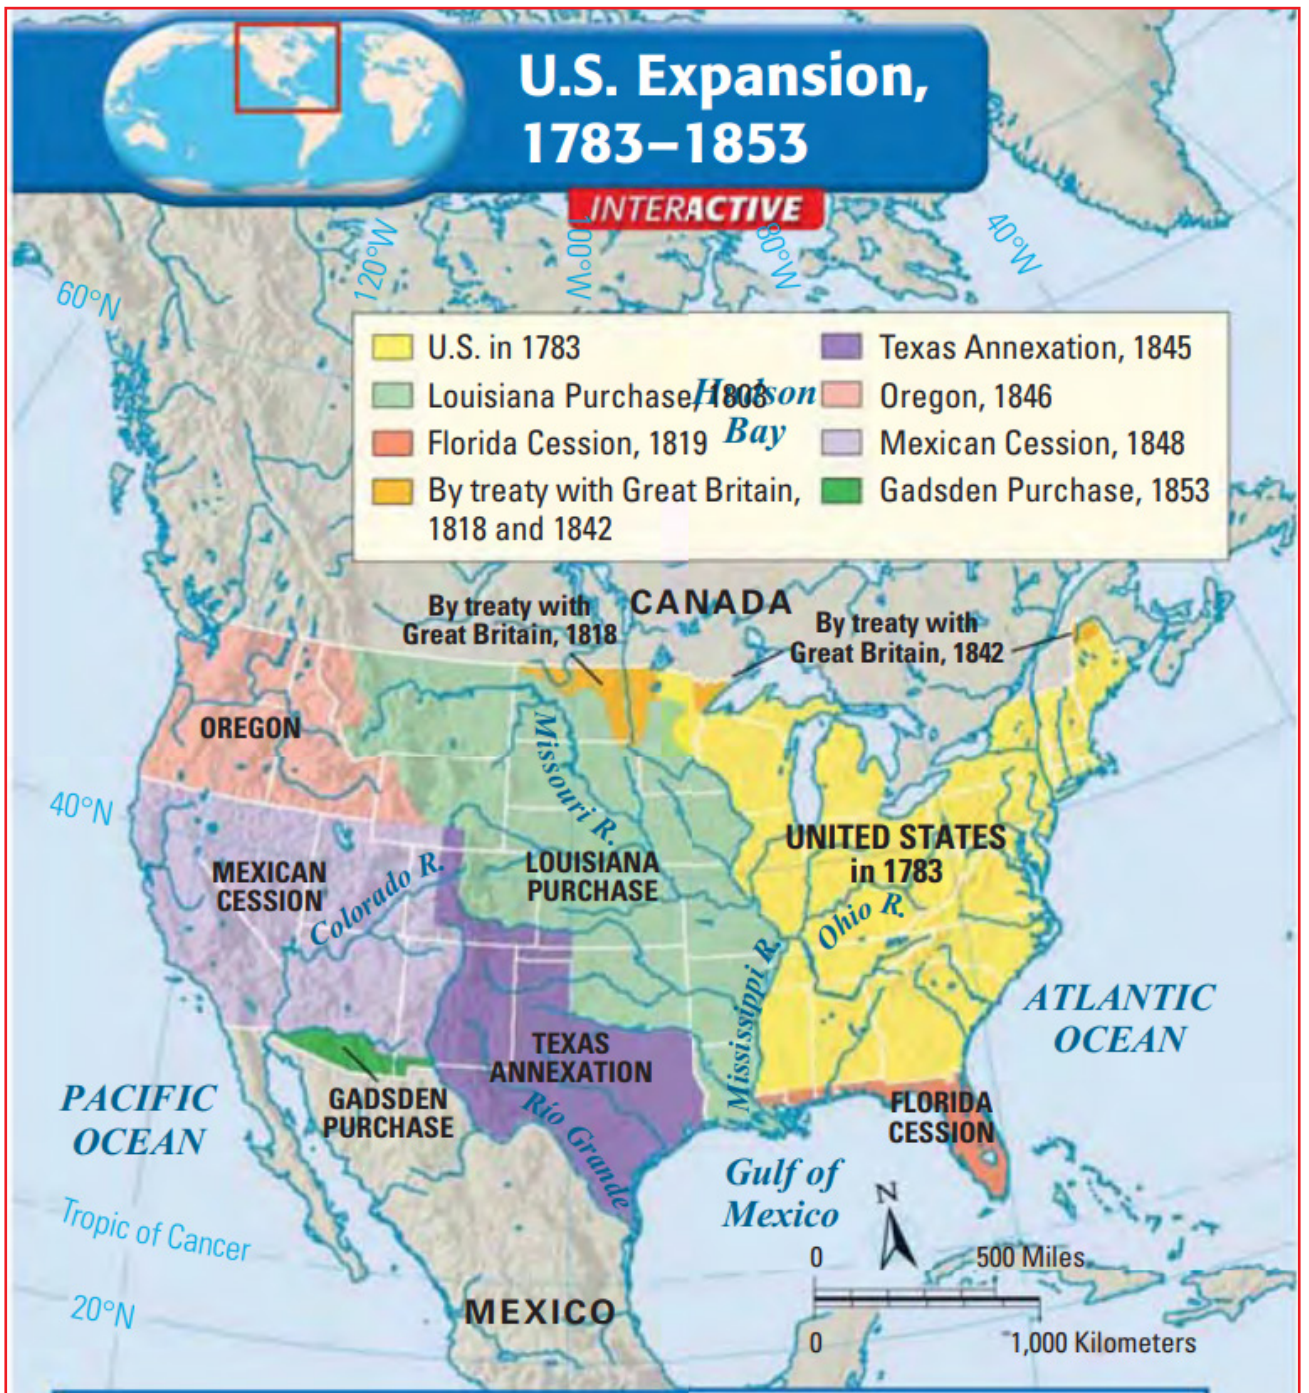 U.S. Expansion,
1783–1853
INTERACTIVE
120°W
100°W
80°W
40°W
60°N
U.S. in 1783
Louisiana Purchase, 1803
Florida Cession, 1819
By treaty with Great Britain,
1818 and 1842
Texas Annexation, 1845
Oregon, 1846
Mexican Cession, 1848
Gadsden Purchase, 1853
Hudson
Bay
CANADA
By treaty with
Great Britain, 1818
By treaty with
Great Britain, 1842
OREGON
Missouri R.
40°N
UNITED STATES
in 1783
MEXICAN
CESSION
Colorado R.
LOUISIANA
PURCHASE
Ohio R.
Mississippi R.
ATLANTIC
OCEAN
TEXAS
ANNEXATION
GADSDEN
PURCHASE
PACIFIC
OCEAN
Río Grande
FLORIDA
CESSION
Gulf of
Mexico
N
Tropic of Cancer
0 500 Miles
20°N
MEXICO
0 1,000 Kilometers